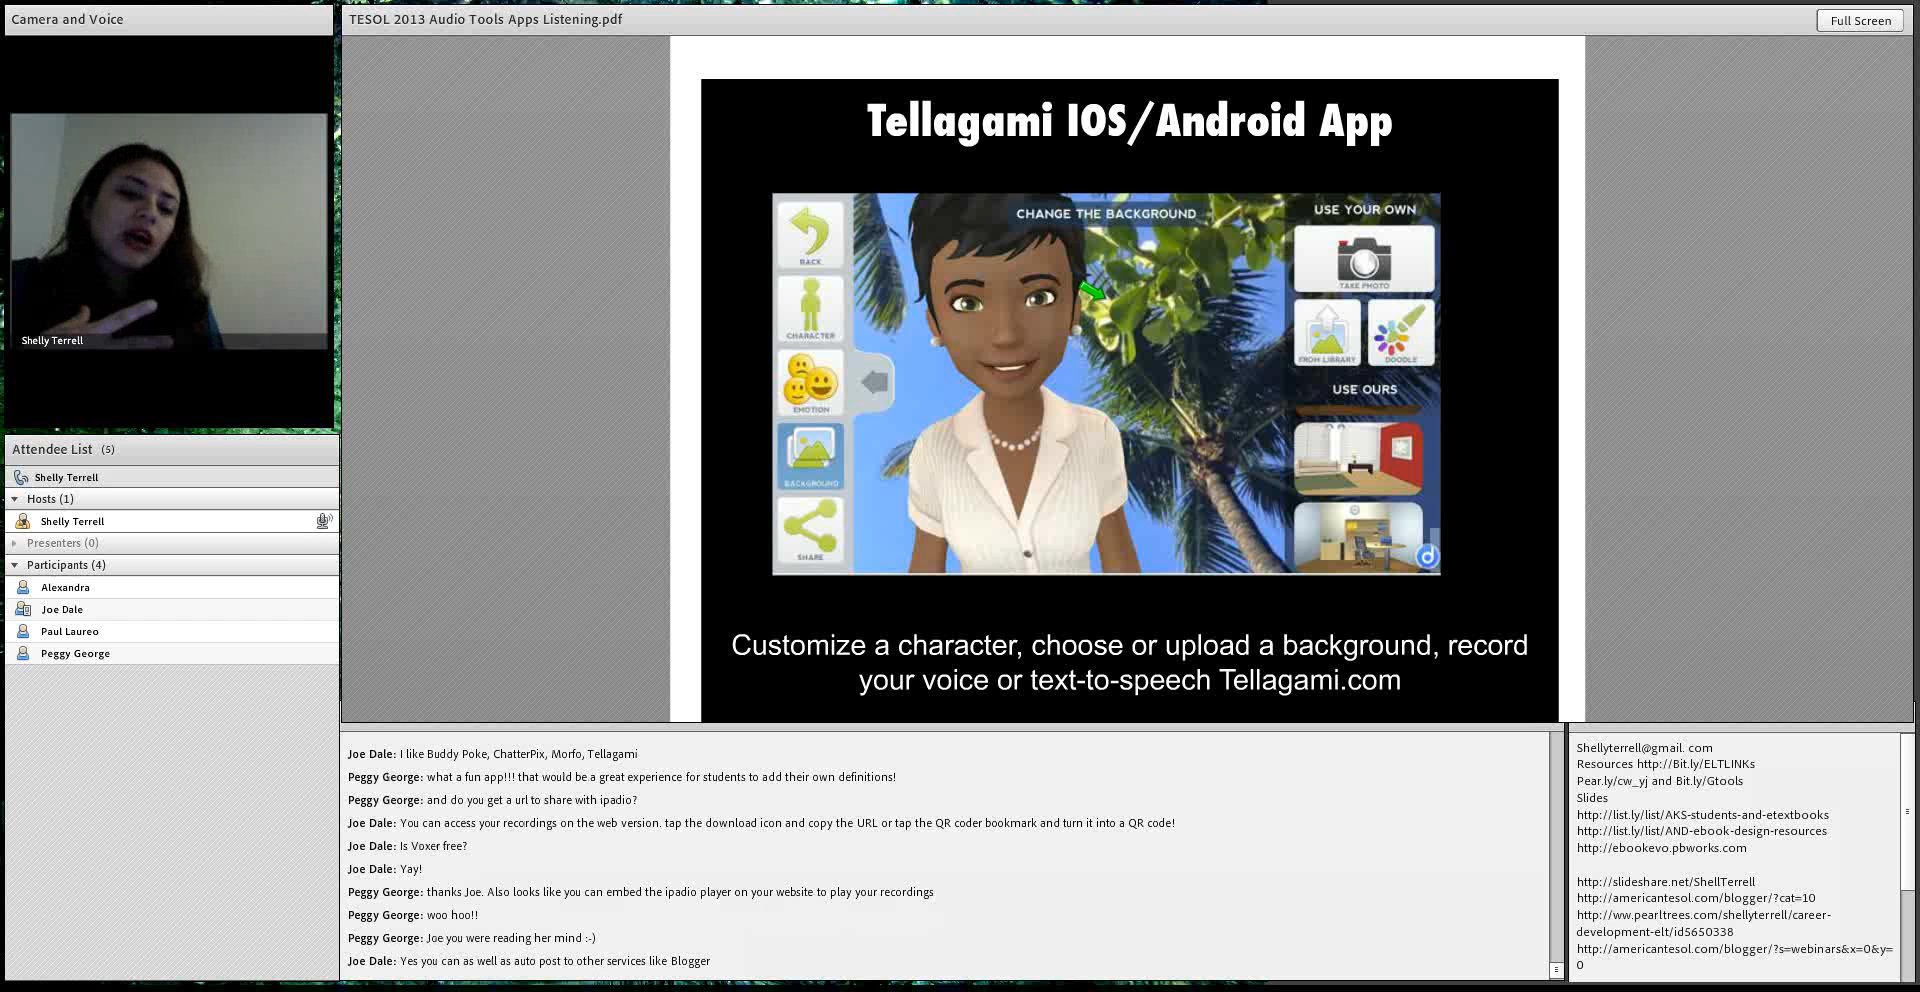 Camera and Voice
Shelly Terrell
Attendee List (5)
Shelly Terrell
Hosts (1)
Shelly Terrell
Presenters (0)
Participants (4)
Alexandra
Joe Dale
Paul Laureo
Peggy George
TESOL 2013 Audio Tools Apps Listening.pdf
Full Screen
Tellagami IOS/Android App
BACK
CHARACTER
EMOTION
BACKGROUND
SHARE
CHANGE THE BACKGROUND
USE YOUR OWN
TAKE PHOTO
FROM LIBRARY
DOODLE
USE OURS
d
Customize a character, choose or upload a background, record
your voice or text-to-speech Tellagami.com
Joe Dale: I like Buddy Poke, ChatterPix, Morfo, Tellagami
Peggy George: what a fun app!!! that would be.a great experience for students to add their own definitions!
Peggy George: and do you get a url to share with ipadio?
Joe Dale: You can access your recordings on the web version. tap the download icon and copy the URL or tap the QR coder bookmark and turn it into a QR code!
Joe Dale: Is Voxer free?
Joe Dale: Yay!
Peggy George: thanks Joe. Also looks like you can embed the ipadio player on your website to play your recordings
Peggy George: woo hoo!!
Peggy George: Joe you were reading her mind :-)
Joe Dale: Yes you can as well as auto post to other services like Blogger
Shellyterrell@gmail. com
Resources http://Bit.ly/ELTLINKs
Pear.ly/cw_yj and Bit.ly/Gtools
Slides
http://list.ly/list/AKS-students-and-etextbooks
http://list.ly/list/AND-ebook-design-resources
http://ebookevo.pbworks.com
http://slideshare.net/ShellTerrell
http://americantesol.com/blogger/?cat=10
http://ww.pearltrees.com/shellyterrell/career-
development-elt/id5650338
http://americantesol.com/blogger/?s=webinars&x=0&y=
0